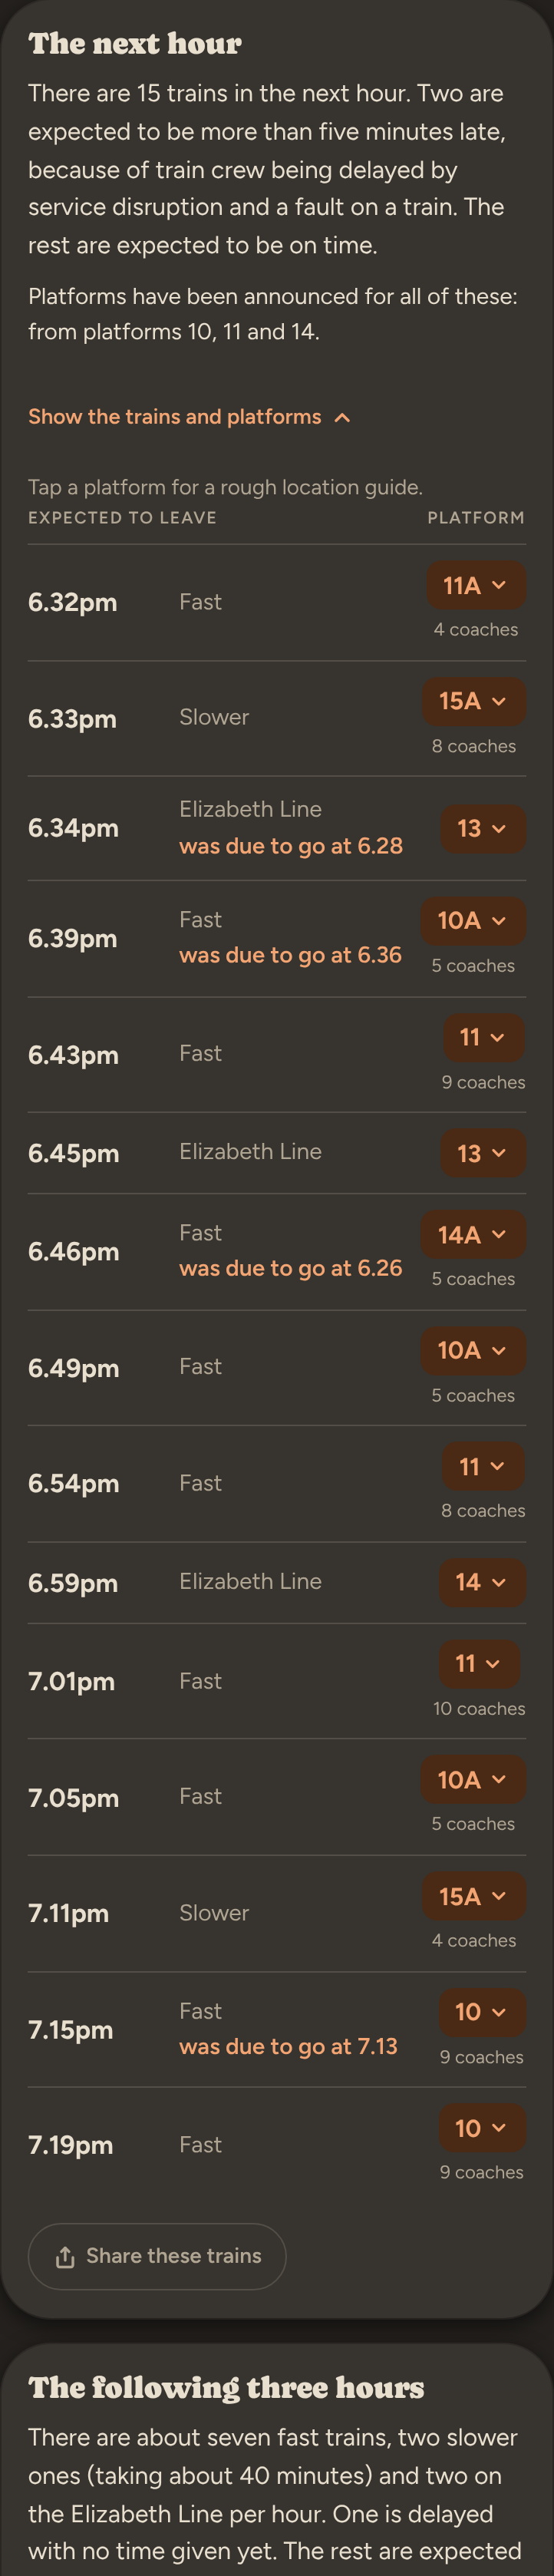 The next hour
There are 15 trains in the next hour. Two are
expected to be more than five minutes late,
because of train crew being delayed by
service disruption and a fault on a train. The
rest are expected to be on time.
Platforms have been announced for all of these:
from platforms 10, 11 and 14.
Show the trains and platforms
Tap a platform for a rough location guide.
EXPECTED TO LEAVE PLATFORM
6.32pm Fast 11A
4 coaches
6.33pm Slower 15A
8 coaches
6.34pm Elizabeth Line 13
was due to go at 6.28
6.39pm Fast 10A
was due to go at 6.36 5 coaches
6.43pm Fast 11
9 coaches
6.45pm Elizabeth Line 13
6.46pm Fast 14A
was due to go at 6.26 5 coaches
6.49pm Fast 10A
5 coaches
6.54pm Fast 11
8 coaches
6.59pm Elizabeth Line 14
7.01pm Fast 11
10 coaches
7.05pm Fast 10A
5 coaches
7.11pm Slower 15A
4 coaches
7.15pm Fast 10
was due to go at 7.13 9 coaches
7.19pm Fast 10
9 coaches
Share these trains
The following three hours
There are about seven fast trains, two slower
ones (taking about 40 minutes) and two on
the Elizabeth Line per hour. One is delayed
with no time given yet. The rest are expected